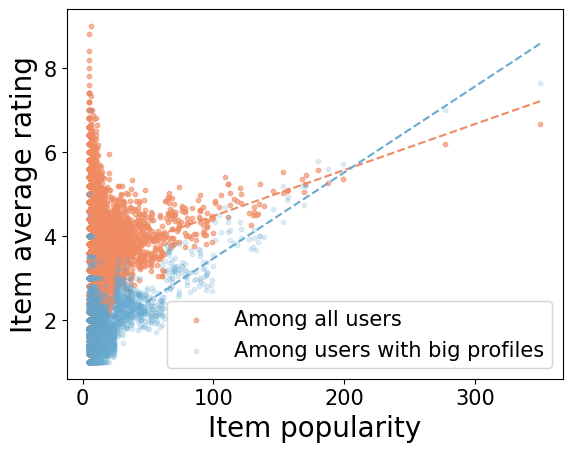 Item average rating
8
6
4
2
0
100
200
300
Item popularity
Among all users
Among users with big profiles